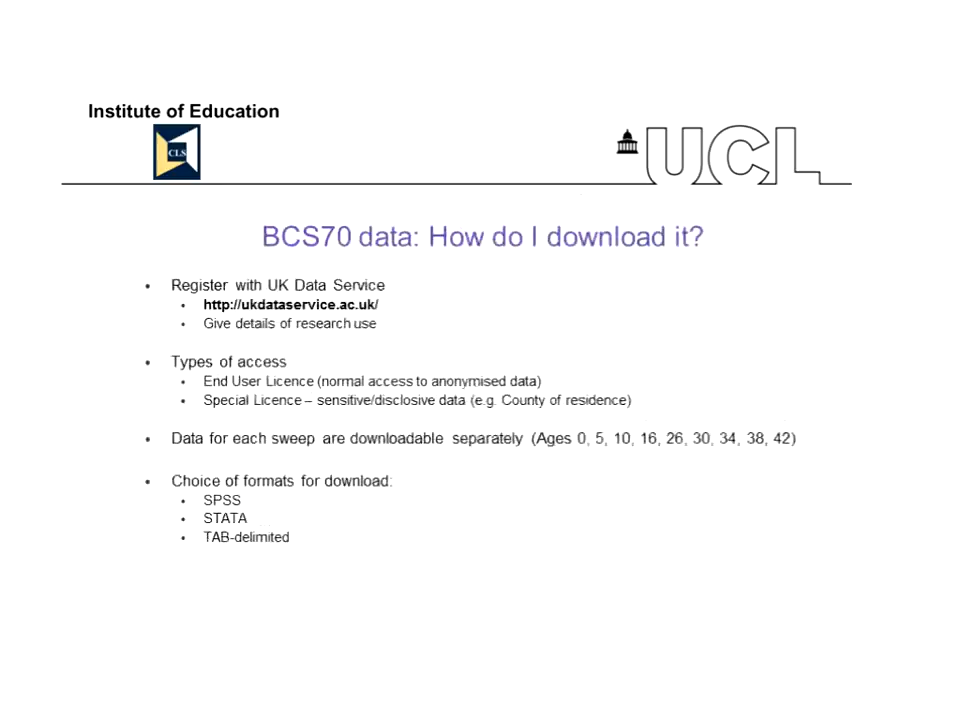 Institute of Education
CLS
UCL
BCS70 data: How do I download it?
• Register with UK Data Service
• http://ukdataservice.ac.uk/
• Give details of research use
• Types of access
• End User Licence (normal access to anonymised data)
• Special Licence – sensitive/disclosive data (e.g. County of residence)
• Data for each sweep are downloadable separately (Ages 0, 5, 10, 16, 26, 30, 34, 38, 42)
• Choice of formats for download:
• SPSS
• STATA
• TAB-delimited